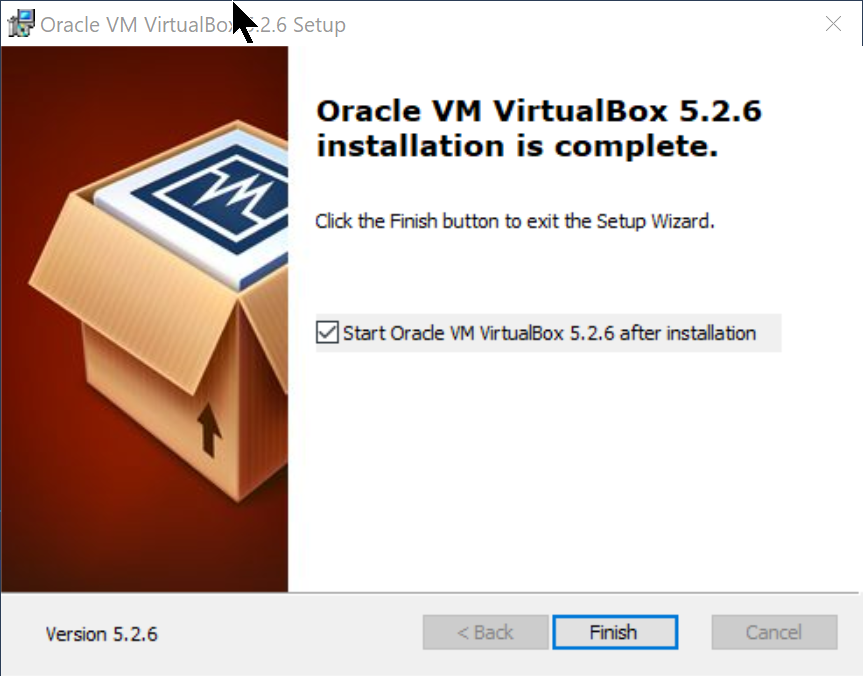 Oracle VM VirtualBox 5.2.6 Setup
Oracle VM VirtualBox 5.2.6
installation is complete.
Click the Finish button to exit the Setup Wizard.
Start Oracle VM VirtualBox 5.2.6 after installation
Version 5.2.6
< Back
Finish
Cancel